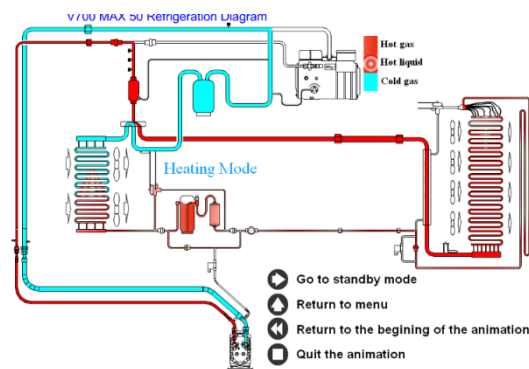 V700 MAX 50 Refrigeration Diagram
Hot gas
Hot liquid
Cold gas
Heating Mode
Go to standby mode
Return to menu
Return to the begining of the animation
Quit the animation